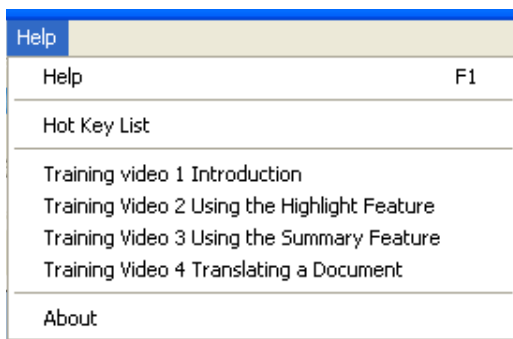 Help
Help F1
Hot Key List
Training video 1 Introduction
Training Video 2 Using the Highlight Feature
Training Video 3 Using the Summary Feature
Training Video 4 Translating a Document
About